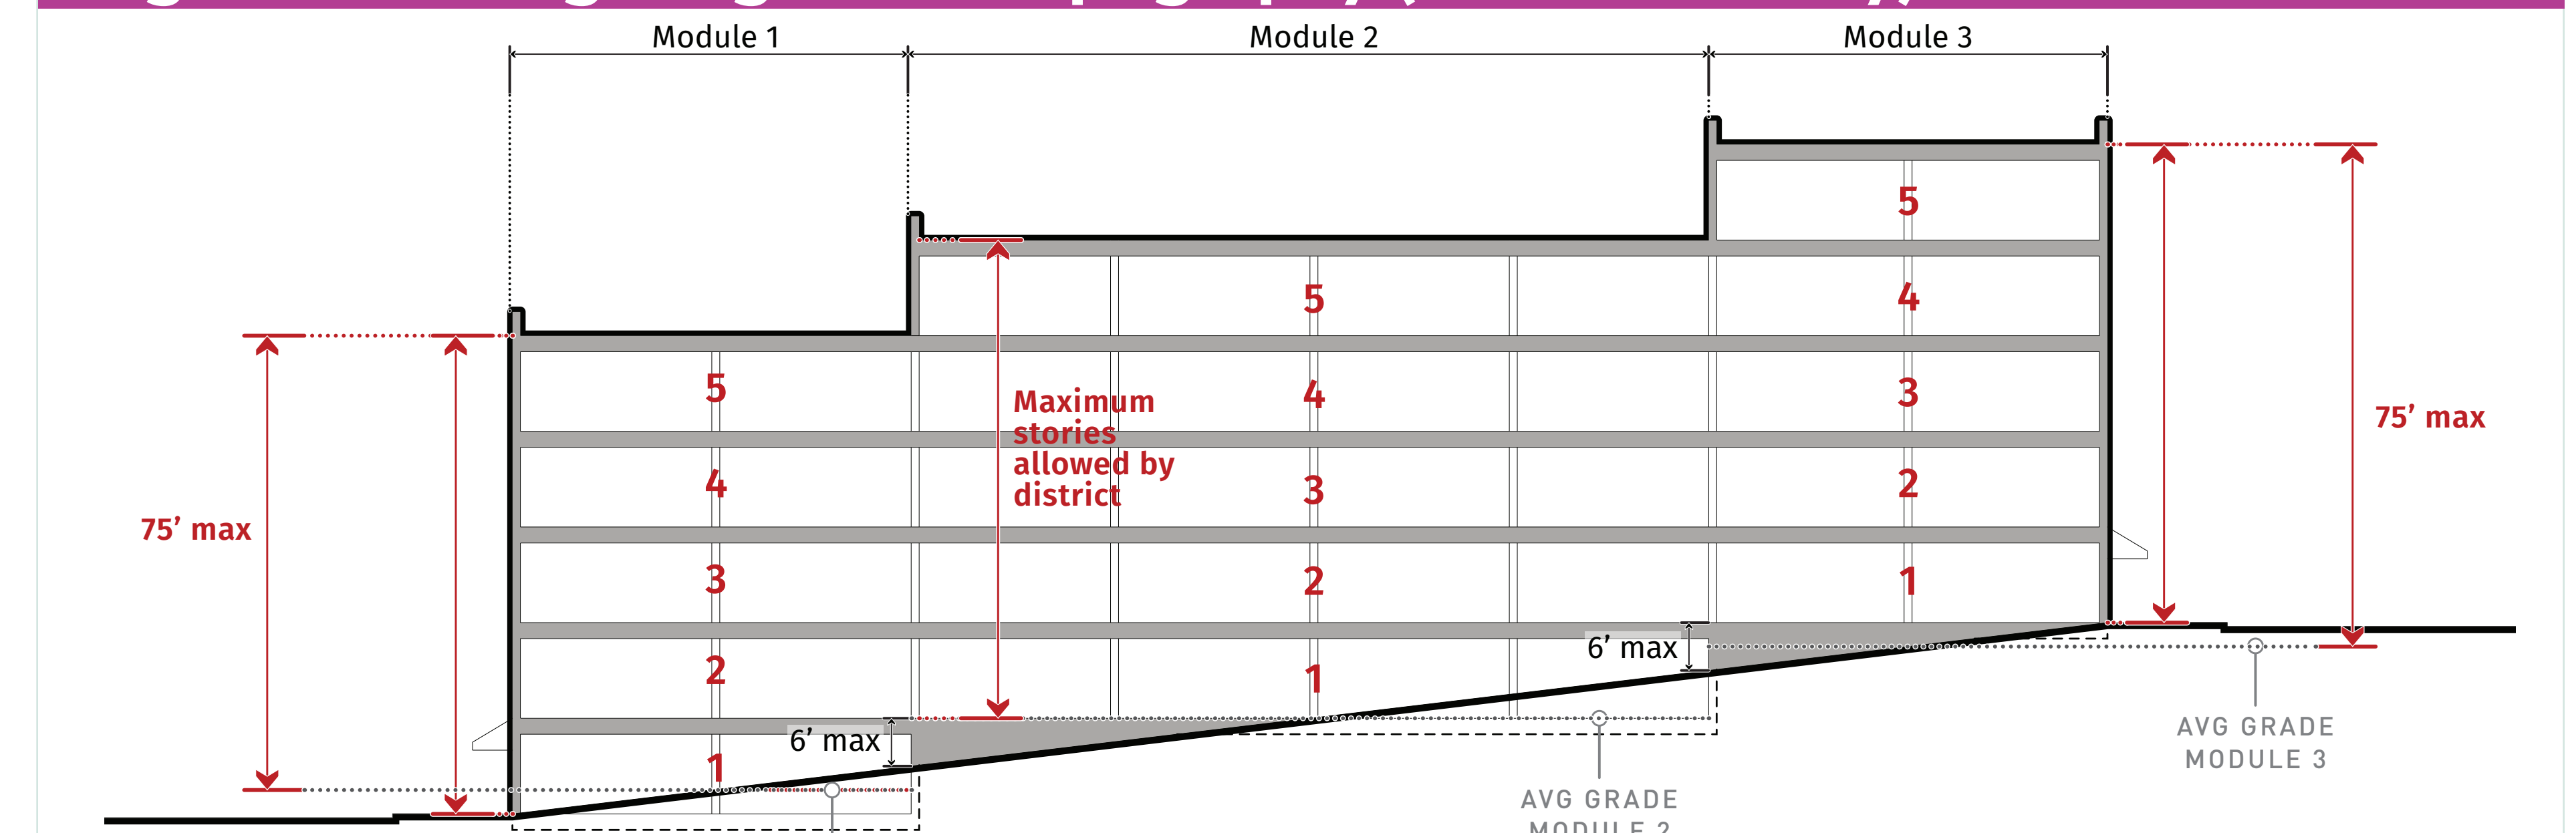 Module 1
Module 2
Module 3
5
5
4
5
4
3
Maximum
stories
allowed by
district
75’ max
4
3
2
75’ max
3
2
1
6’ max
2
1
6’ max
1
AVG GRADE
MODULE 3
AVG GRADE
MODULE 2